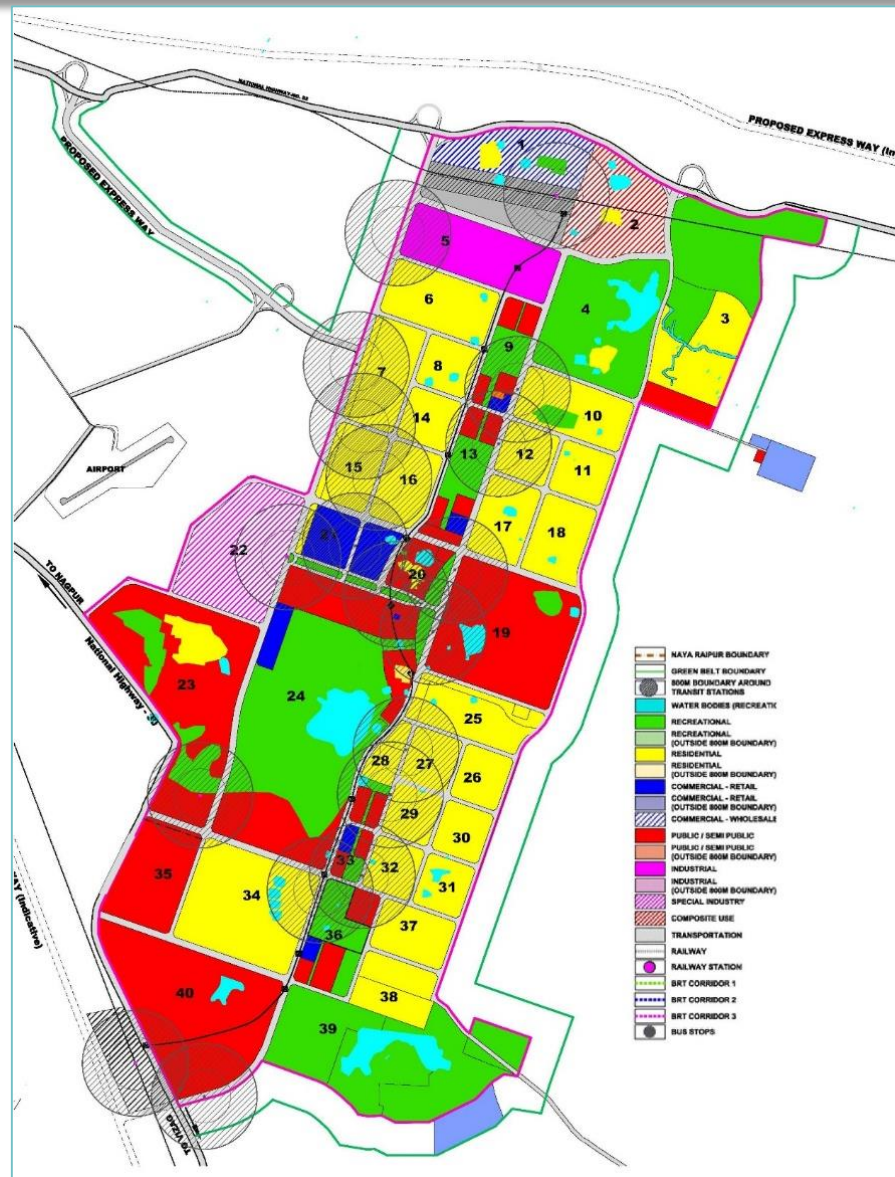 NATIONAL HIGHWAY-
PROPOSED EXPRESS WAY (In
PROPOSED EXPRESS WAY
1
2
5
3
4
6
9
7
8
10
14
13
12
11
AIRPORT
15
16
17
18
21
22
20
TO NAGPUR
19
National Highway - 30
23
24
25
28
27
26
29
30
33
32
31
35
34
WAY (Indicative)
37
36
38
40
39
TO VIZAG
NAYA RAIPUR BOUNDARY
GREEN BELT BOUNDARY
800M BOUNDARY AROUND
TRANSIT STATIONS
WATER BODIES (RECREATIO
RECREATIONAL
RECREATIONAL
(OUTSIDE 800M BOUNDARY)
RESIDENTIAL
RESIDENTIAL
(OUTSIDE 800M BOUNDARY)
COMMERCIAL - RETAIL
COMMERCIAL - RETAIL
(OUTSIDE 800M BOUNDARY)
COMMERCIAL - WHOLESALE
PUBLIC / SEMI PUBLIC
PUBLIC / SEMI PUBLIC
(OUTSIDE 800M BOUNDARY)
INDUSTRIAL
INDUSTRIAL
(OUTSIDE 800M BOUNDARY)
SPECIAL INDUSTRY
COMPOSITE USE
TRANSPORTATION
RAILWAY
RAILWAY STATION
BRT CORRIDOR 1
BRT CORRIDOR 2
BRT CORRIDOR 3
BUS STOPS